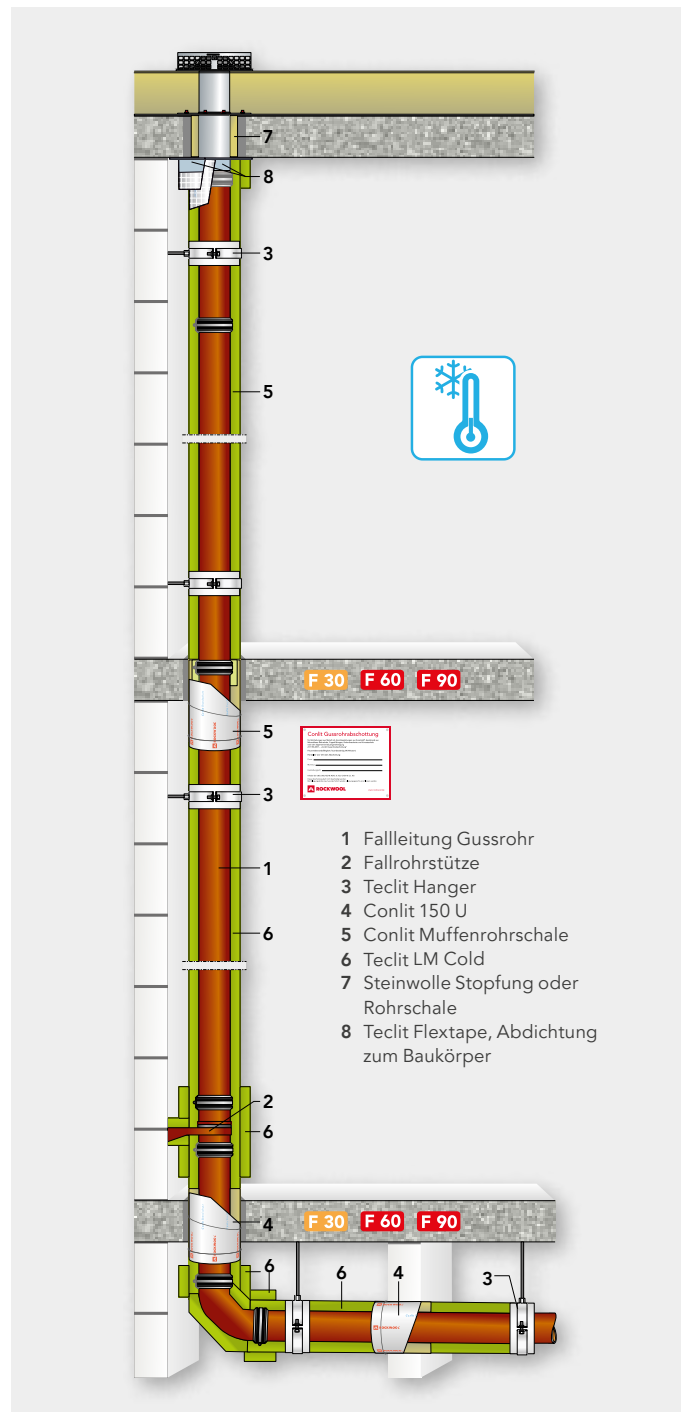 7
8
3
5
F 30 F 60 F 90
5
Conlit Gussrohrabschottung
ROCKWOOL
3
1
6
1 Fallleitung Gussrohr
2 Fallrohrstütze
3 Teclit Hanger
4 Conlit 150 U
5 Conlit Muffenrohrschale
6 Teclit LM Cold
7 Steinwolle Stopfung oder
Rohrschale
8 Teclit Flextape, Abdichtung
zum Baukörper
2
6
F 30 F 60 F 90
4
6 6 4 3
ROCKWOOL